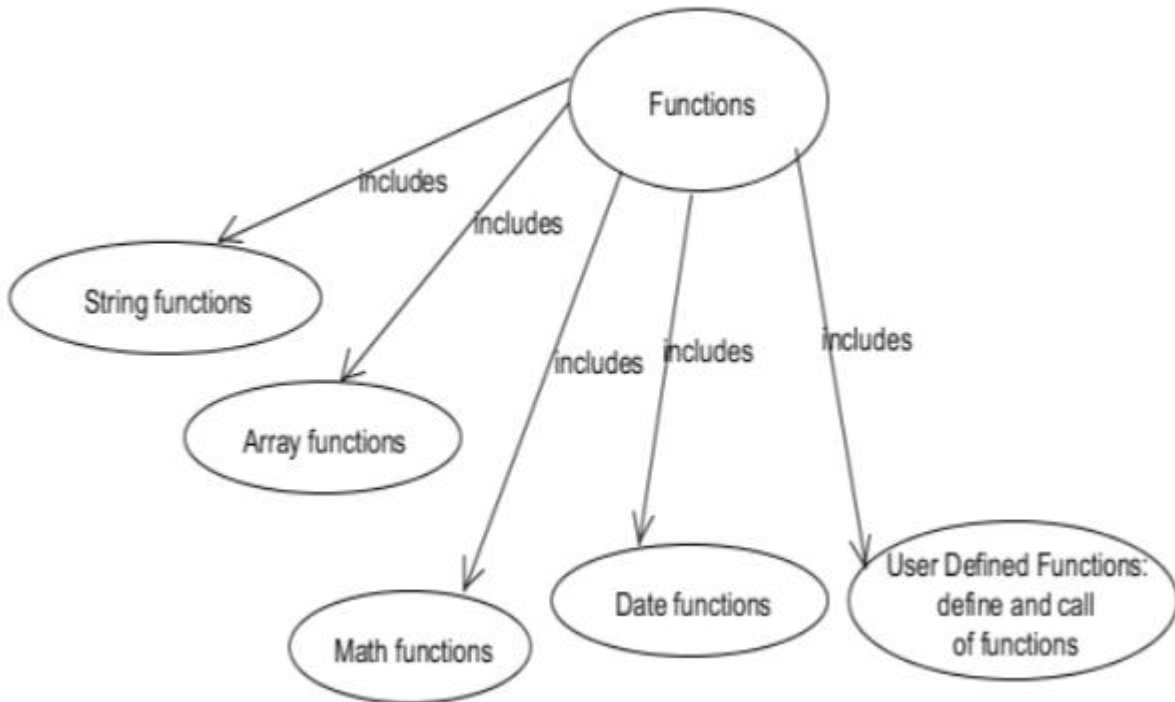 Functions
includes
includes
String functions
includes
includes
includes
Array functions
User Defined Functions:
define and call
of functions
Date functions
Math functions